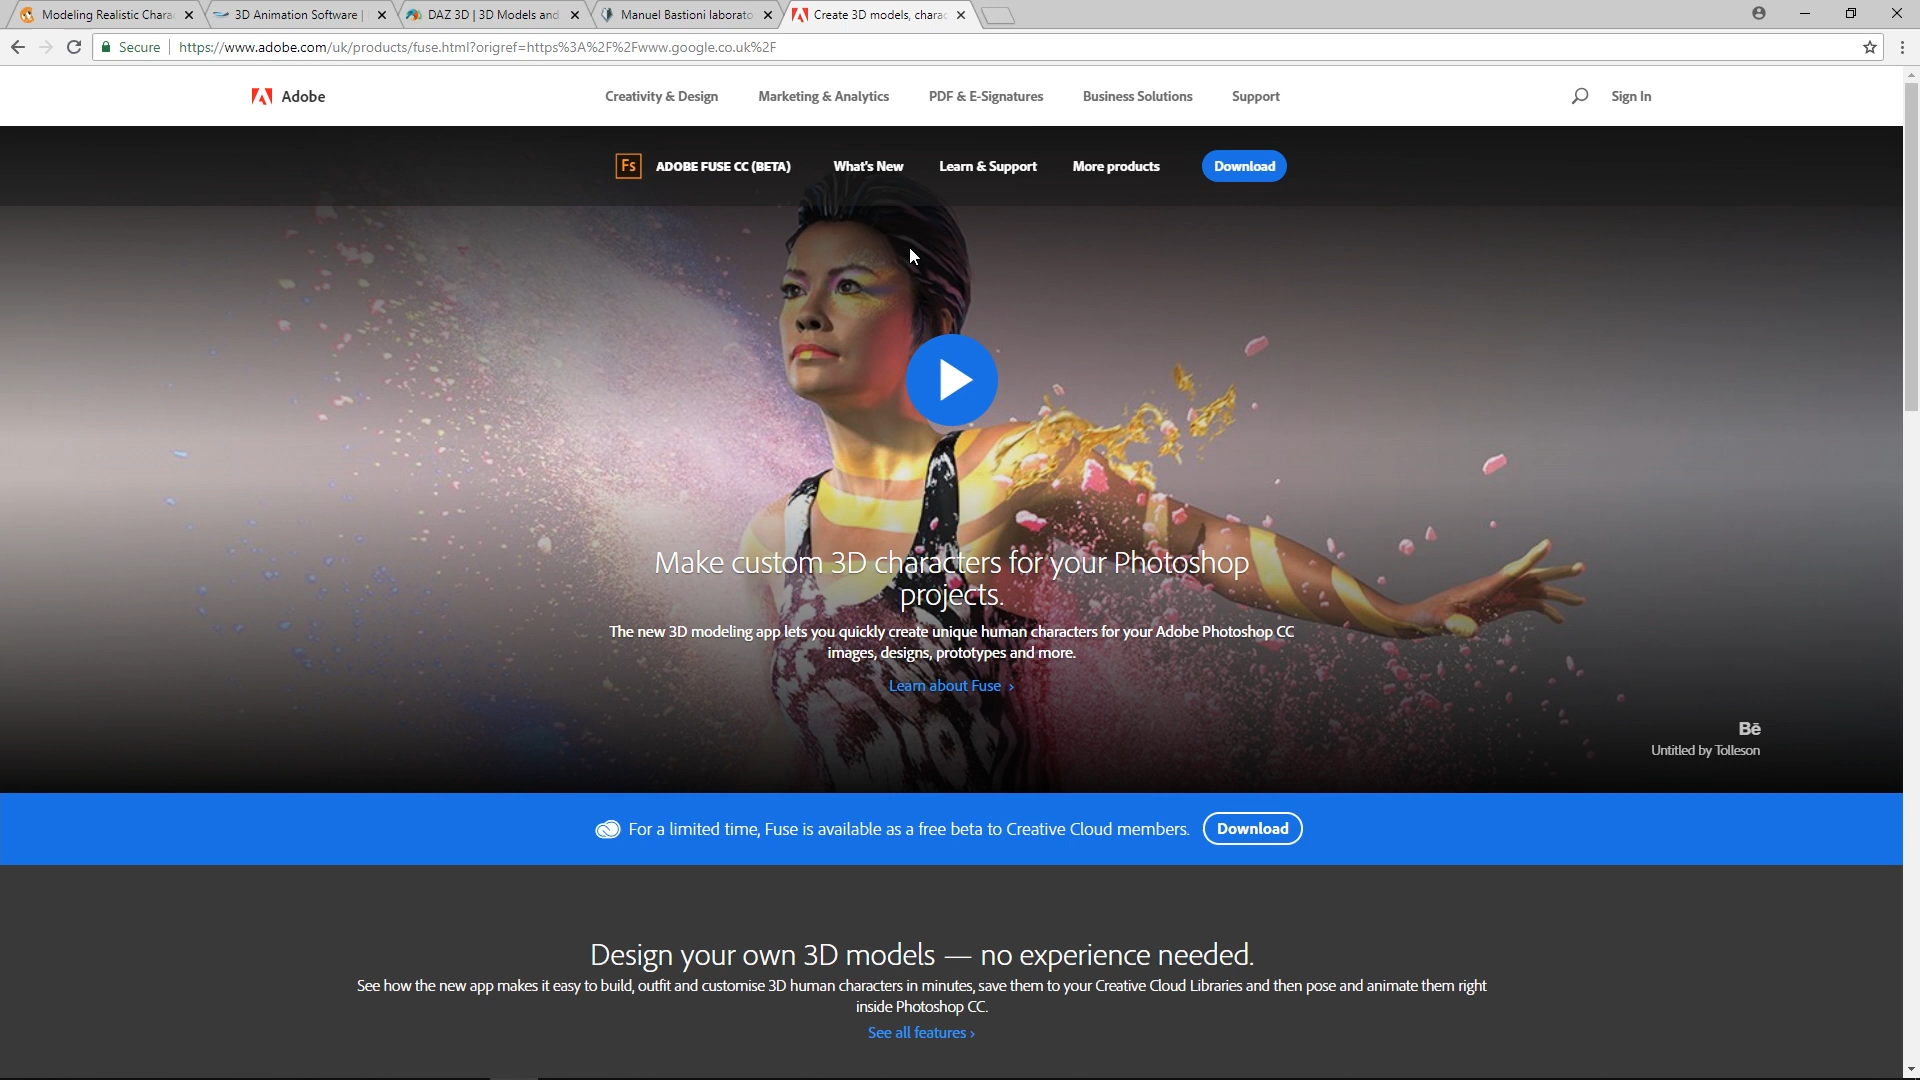 Modeling Realistic Charac
3D Animation Software |
DAZ 3D | 3D Models and
Manuel Bastioni laborato
Create 3D models, charac
Secure
https://www.adobe.com/uk/products/fuse.html?origref=https%3A%2F%2Fwww.google.co.uk%2F
Adobe
Creativity & Design
Marketing & Analytics
PDF & E-Signatures
Business Solutions
Support
Sign In
Fs
ADOBE FUSE CC (BETA)
What's New
Learn & Support
More products
Download
Make custom 3D characters for your Photoshop
projects.
The new 3D modeling app lets you quickly create unique human characters for your Adobe Photoshop CC
images, designs, prototypes and more.
Learn about Fuse ›
Bē
Untitled by Tolleson
For a limited time, Fuse is available as a free beta to Creative Cloud members.
Download
Design your own 3D models — no experience needed.
See how the new app makes it easy to build, outfit and customise 3D human characters in minutes, save them to your Creative Cloud Libraries and then pose and animate them right
inside Photoshop CC.
See all features ›